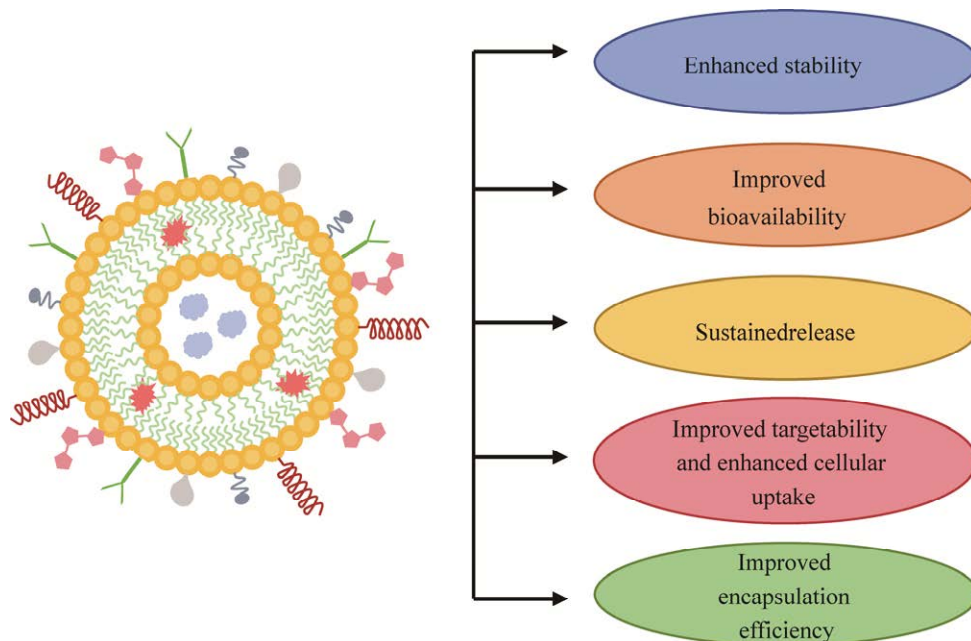 Enhanced stability
Improved
bioavailability
Sustainedrelease
Improved targetability
and enhanced cellular
uptake
Improved
encapsulation
efficiency